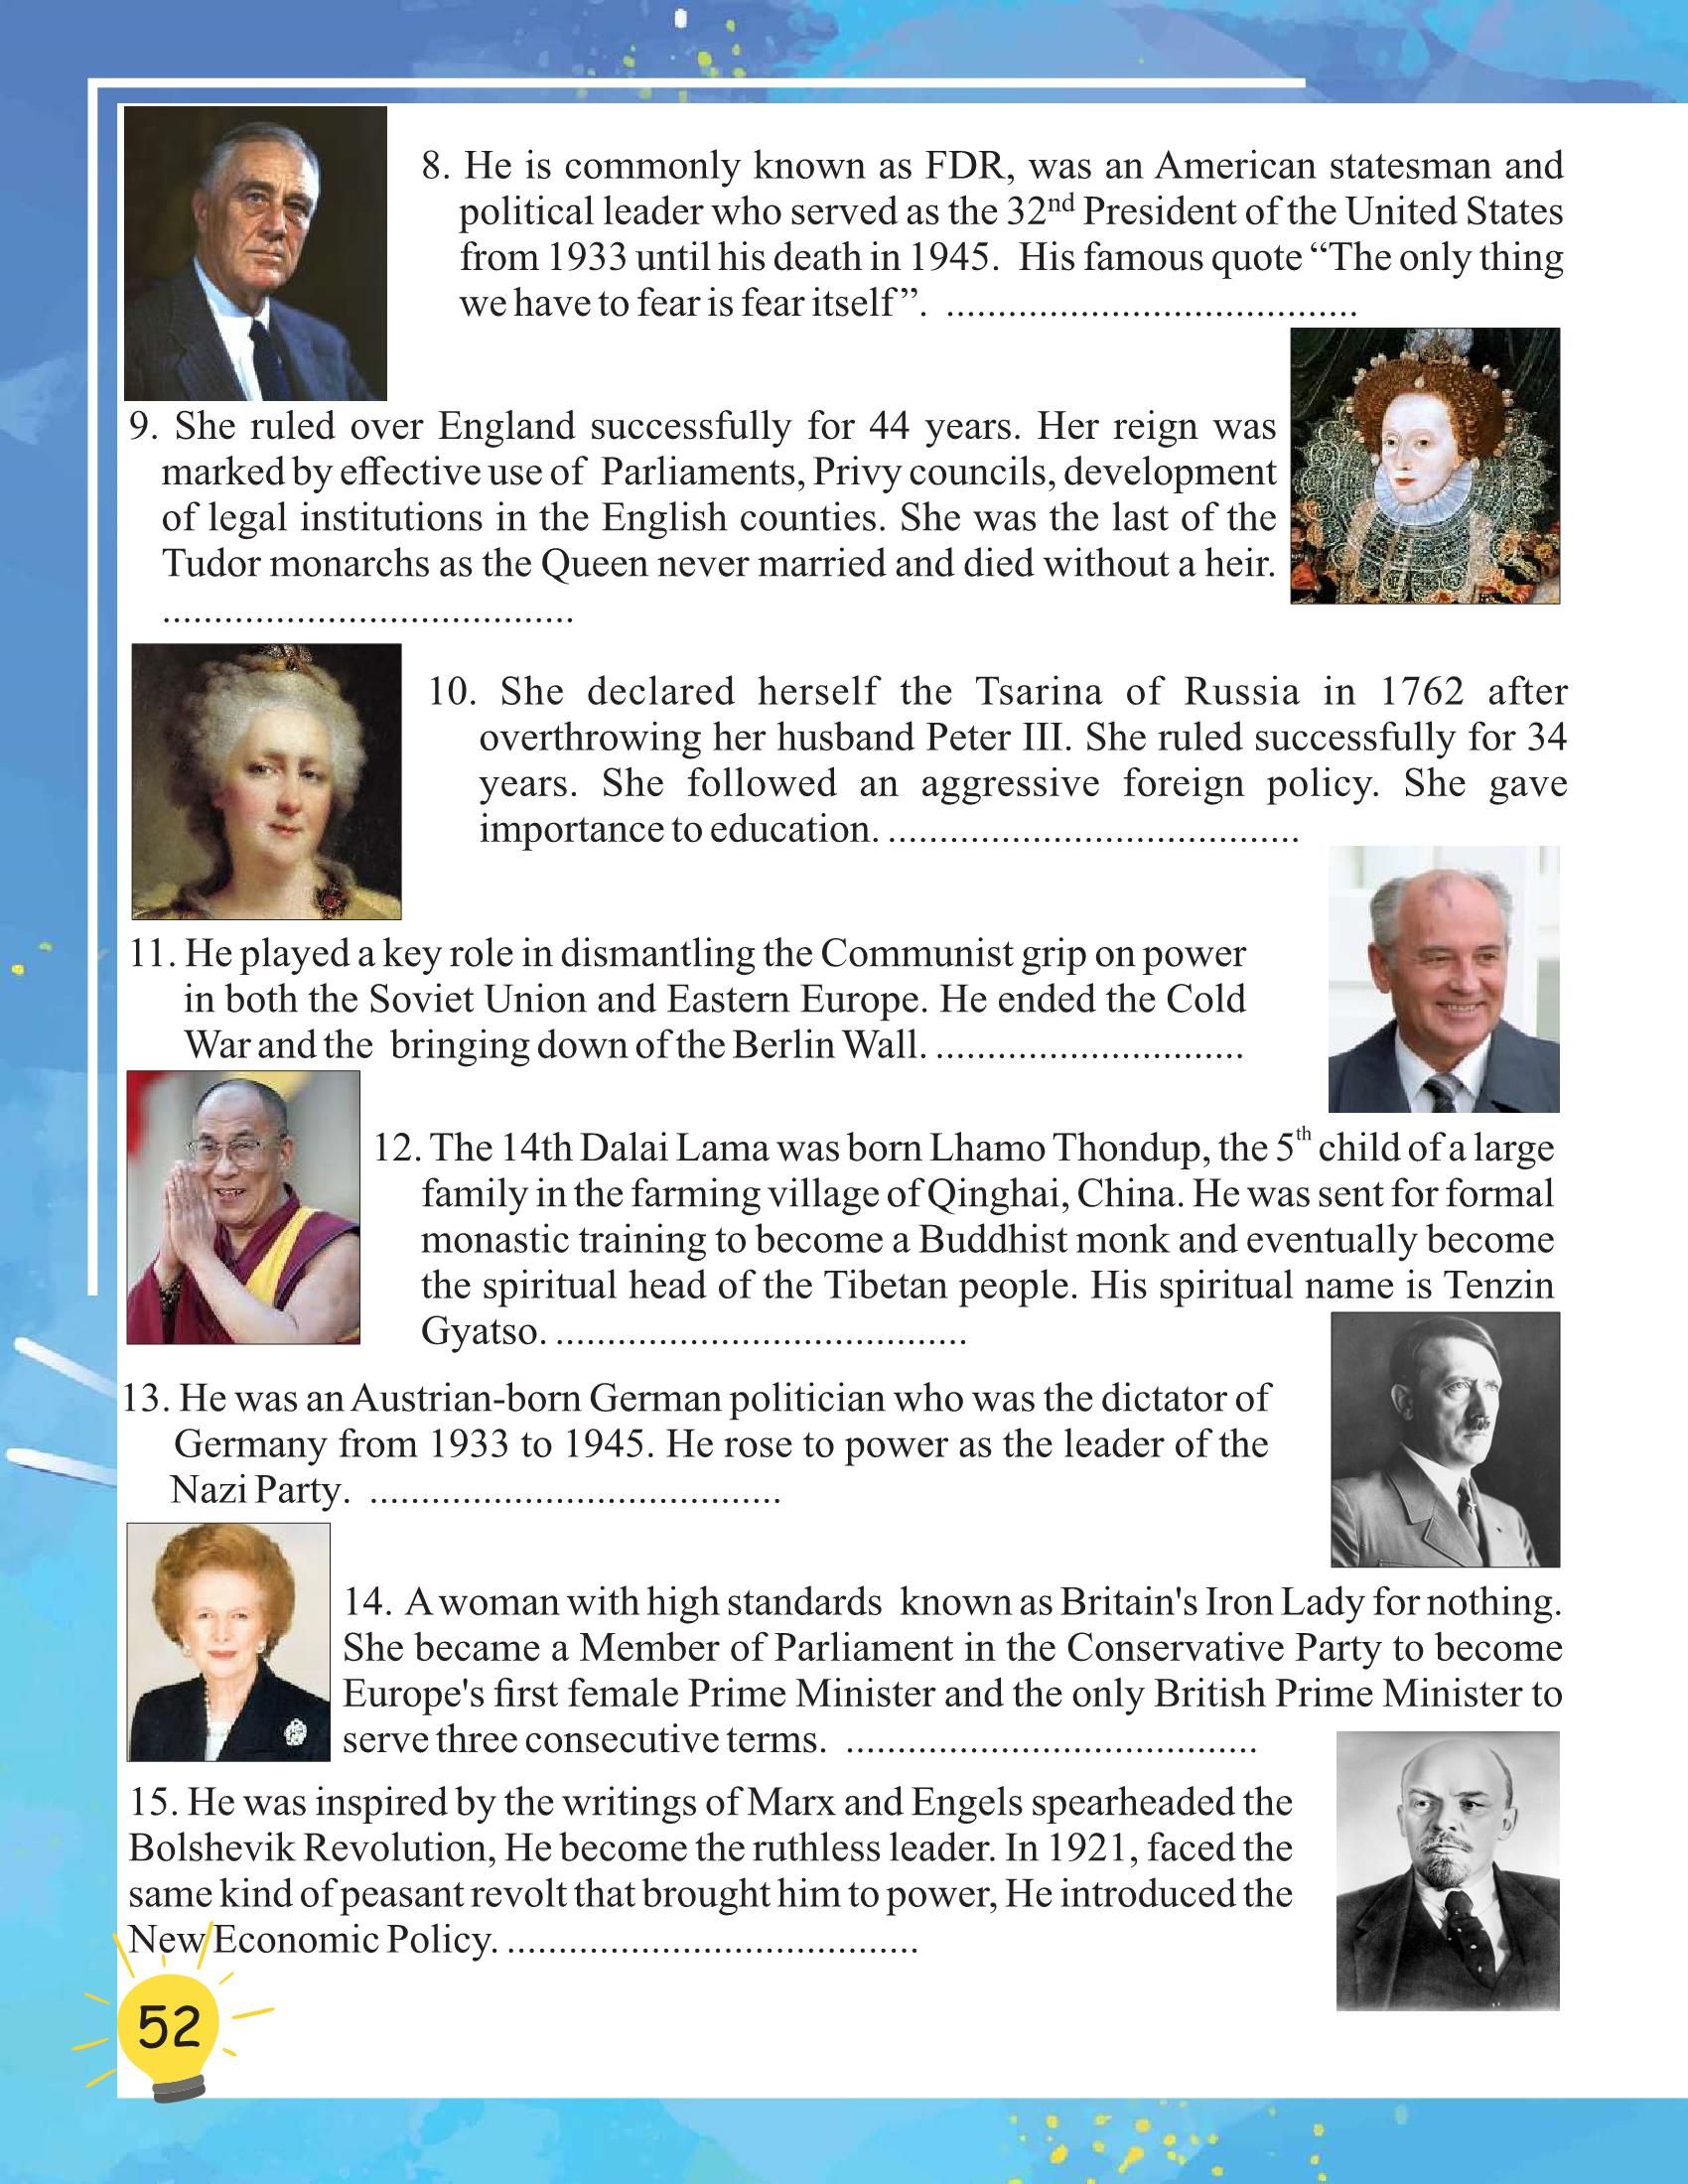 8. He is commonly known as FDR, was an American statesman and
political leader who served as the 32nd President of the United States
from 1933 until his death in 1945. His famous quote “The only thing
we have to fear is fear itself”. ........................................
9. She ruled over England successfully for 44 years. Her reign was
marked by effective use of Parliaments, Privy councils, development
of legal institutions in the English counties. She was the last of the
Tudor monarchs as the Queen never married and died without a heir.
........................................
10. She declared herself the Tsarina of Russia in 1762 after
overthrowing her husband Peter III. She ruled successfully for 34
years. She followed an aggressive foreign policy. She gave
importance to education. ........................................
11. He played a key role in dismantling the Communist grip on power
in both the Soviet Union and Eastern Europe. He ended the Cold
War and the bringing down of the Berlin Wall. ..............................
12. The 14th Dalai Lama was born Lhamo Thondup, the 5th child of a large
family in the farming village of Qinghai, China. He was sent for formal
monastic training to become a Buddhist monk and eventually become
the spiritual head of the Tibetan people. His spiritual name is Tenzin
Gyatso. ........................................
13. He was an Austrian-born German politician who was the dictator of
Germany from 1933 to 1945. He rose to power as the leader of the
Nazi Party. ........................................
14. A woman with high standards known as Britain's Iron Lady for nothing.
She became a Member of Parliament in the Conservative Party to become
Europe's first female Prime Minister and the only British Prime Minister to
serve three consecutive terms. ........................................
15. He was inspired by the writings of Marx and Engels spearheaded the
Bolshevik Revolution, He become the ruthless leader. In 1921, faced the
same kind of peasant revolt that brought him to power, He introduced the
New Economic Policy. ........................................
52